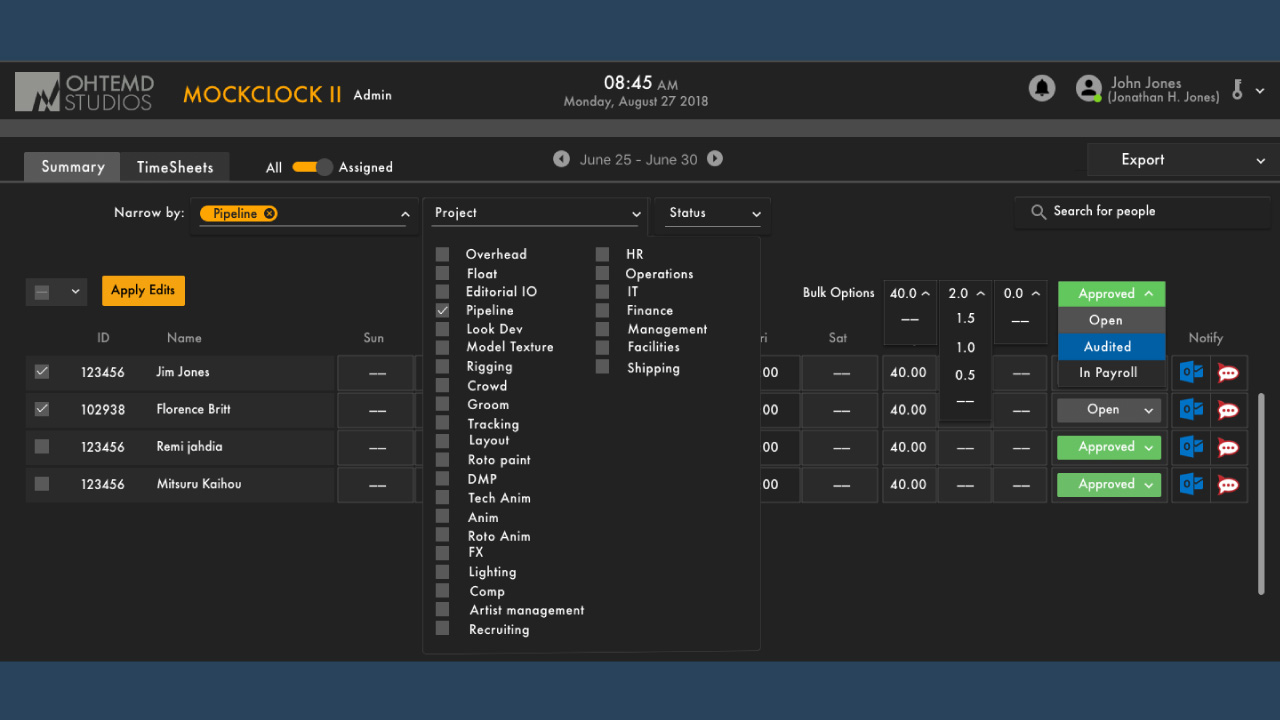 OHTEMD
STUDIOS
MOCKCLOCK II Admin
08:45 AM
Monday, August 27 2018
John Jones
(Jonathan H. Jones)
Summary
TimeSheets
All
Assigned
June 25 - June 30
Export
Narrow by:
Pipeline
Project
Status
Search for people
Overhead
Float
Editorial IO
Pipeline
Look Dev
Model Texture
Rigging
Crowd
Groom
Tracking
Layout
Roto paint
DMP
Tech Anim
Anim
Roto Anim
FX
Lighting
Comp
Artist management
Recruiting
HR
Operations
IT
Finance
Management
Facilities
Shipping
Apply Edits
Bulk Options
40.0
—
2.0
1.5
1.0
0.5
—
0.0
—
Approved
Open
Audited
In Payroll
ID Name Sun ri Sat Notify
123456 Jim Jones — 00 — 40.00 —
102938 Florence Britt — 00 — 40.00 — Open
123456 Remi jahdia — 00 — 40.00 — — Approved
123456 Mitsuru Kaihou — 00 — 40.00 — — Approved